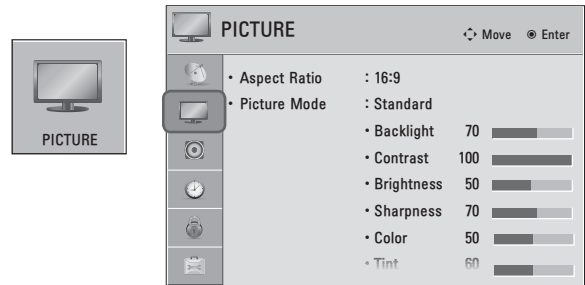 PICTURE
PICTURE
Move Enter
• Aspect Ratio : 16:9
• Picture Mode : Standard
• Backlight 70
• Contrast 100
• Brightness 50
• Sharpness 70
• Color 50
• Tint 60